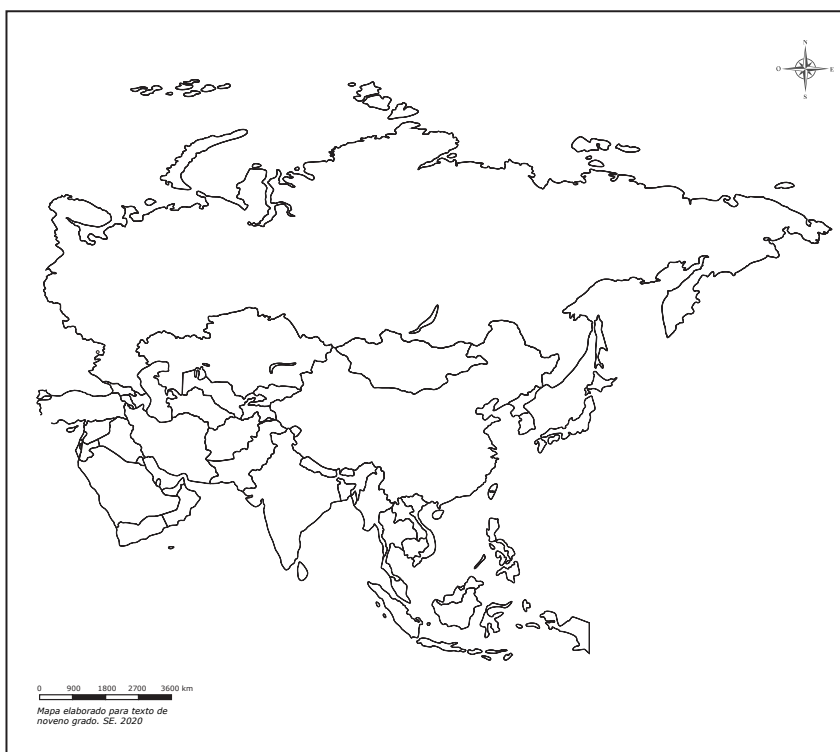 N
O E
S
0 900 1800 2700 3600 km
Mapa elaborado para texto de
noveno grado. SE. 2020